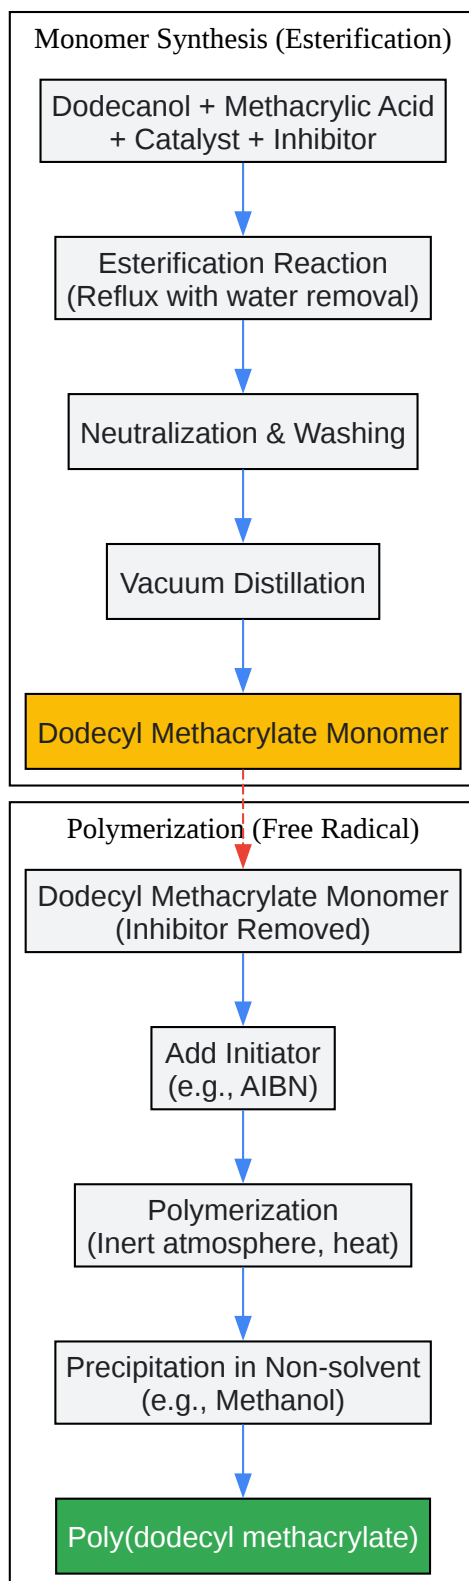 Monomer Synthesis (Esterification)
Dodecanol + Methacrylic Acid
+ Catalyst + Inhibitor
Esterification Reaction
(Reflux with water removal)
Neutralization & Washing
Vacuum Distillation
Dodecyl Methacrylate Monomer
Polymerization (Free Radical)
Dodecyl Methacrylate Monomer
(Inhibitor Removed)
Add Initiator
(e.g., AIBN)
Polymerization
(Inert atmosphere, heat)
Precipitation in Non-solvent
(e.g., Methanol)
Poly(dodecyl methacrylate)